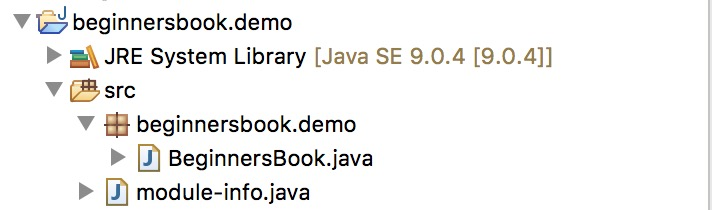 beginnersbook.demo
JRE System Library [Java SE 9.0.4 [9.0.4]]
src
beginnersbook.demo
BeginnersBook.java
module-info.java